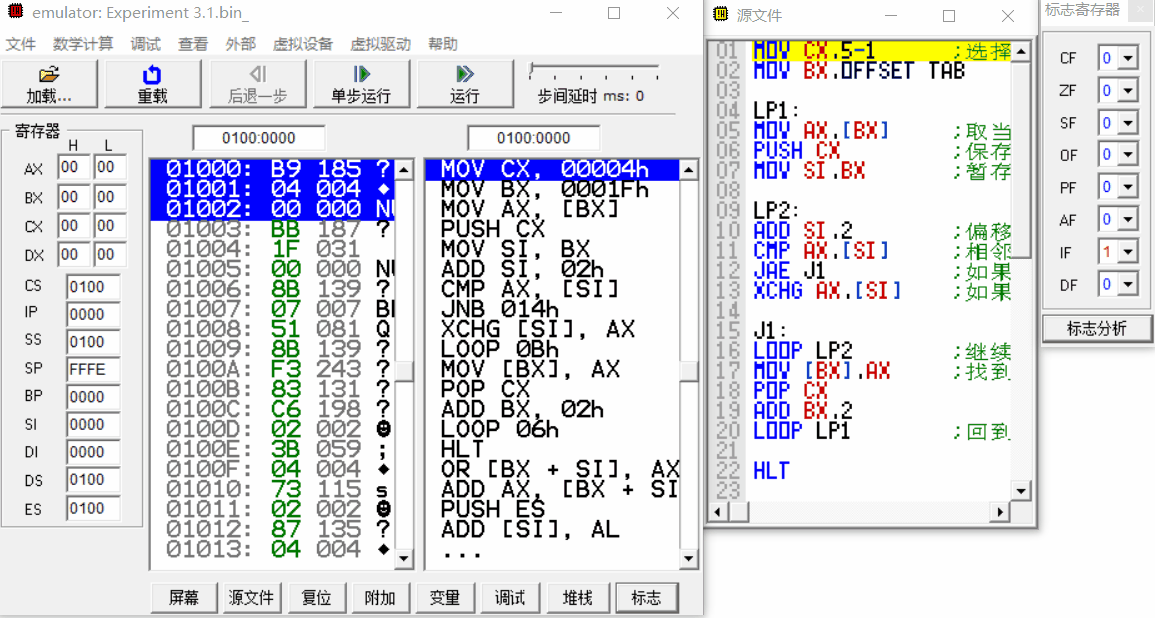 emulator: Experiment 3.1.bin_
文件 数学计算 调试 查看 外部 虚拟设备 虚拟驱动 帮助
加载... 重载 后退一步 单步运行 运行 步间延时 ms: 0
寄存器
H L
AX 00 00
BX 00 00
CX 00 00
DX 00 00
CS 0100
IP 0000
SS 0100
SP FFFE
BP 0000
SI 0000
DI 0000
DS 0100
ES 0100
0100:0000
01000: B9 185 ?
01001: 04 004 ♦
01002: 00 000 NU
01003: BB 187 ?
01004: 1F 031
01005: 00 000 NU
01006: 8B 139 ?
01007: 07 007 BE
01008: 51 081 Q
01009: 8B 139 ?
0100A: F3 243 ?
0100B: 83 131 ?
0100C: C6 198 ?
0100D: 02 002 ☻
0100E: 3B 059 ;
0100F: 04 004 ♦
01010: 73 115 s
01011: 02 002 ☻
01012: 87 135 ?
01013: 04 004 ♦
0100:0000
MOV CX, 00004h
MOV BX, 0001Fh
MOV AX, [BX]
PUSH CX
MOV SI, BX
ADD SI, 02h
CMP AX, [SI]
JNB 014h
XCHG [SI], AX
LOOP 0Bh
MOV [BX], AX
POP CX
ADD BX, 02h
LOOP 06h
HLT
OR [BX + SI], AX
ADD AX, [BX + SI
PUSH ES
ADD [SI], AL
...
屏幕 源文件 复位 附加 变量 调试 堆栈 标志
源文件
01 MOV CX,5-1 ;选择
02 MOV BX,OFFSET TAB
03
04 LP1:
05 MOV AX,[BX] ;取当
06 PUSH CX ;保存
07 MOV SI,BX ;暂存
08
09 LP2:
10 ADD SI,2 ;偏移
11 CMP AX,[SI] ;相邻
12 JAE J1 ;如果
13 XCHG AX,[SI] ;如果
14
15 J1:
16 LOOP LP2 ;继续
17 MOV [BX],AX ;找到
18 POP CX
19 ADD BX,2
20 LOOP LP1 ;回到
21
22 HLT
23
标志寄存器
CF 0
ZF 0
SF 0
OF 0
PF 0
AF 0
IF 1
DF 0
标志分析